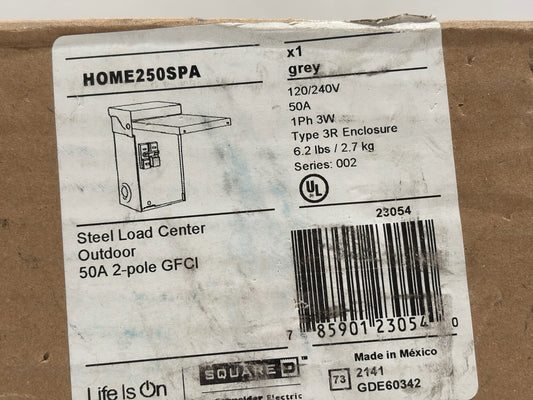 HOME250SPA
x1
grey
120/240V
50A
1Ph 3W
Type 3R Enclosure
6.2 lbs / 2.7 kg
Series: 002
UL
Steel Load Center
Outdoor
50A 2-pole GFCI
23054
7 85901 23054 0
Made in México
73 2141
GDE60342
Life Is On
SQUARE D
Schneider Electric